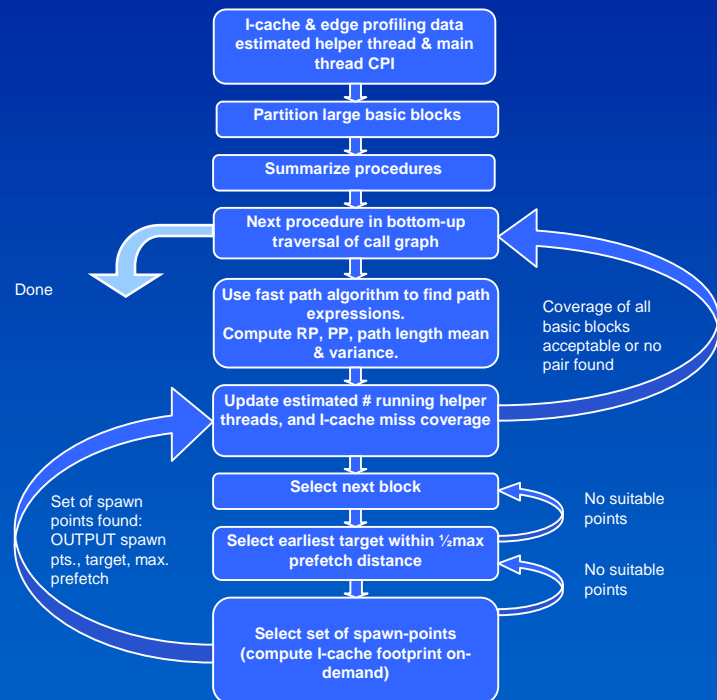 I-cache & edge profiling data
estimated helper thread & main
thread CPI
Partition large basic blocks
Summarize procedures
Next procedure in bottom-up
traversal of call graph
Done
Use fast path algorithm to find path
expressions.
Compute RP, PP, path length mean
& variance.
Coverage of all
basic blocks
acceptable or no
pair found
Update estimated # running helper
threads, and I-cache miss coverage
Select next block
No suitable
points
Set of spawn
points found:
OUTPUT spawn
pts., target, max.
prefetch
Select earliest target within ½max
prefetch distance
No suitable
points
Select set of spawn-points
(compute I-cache footprint on-
demand)